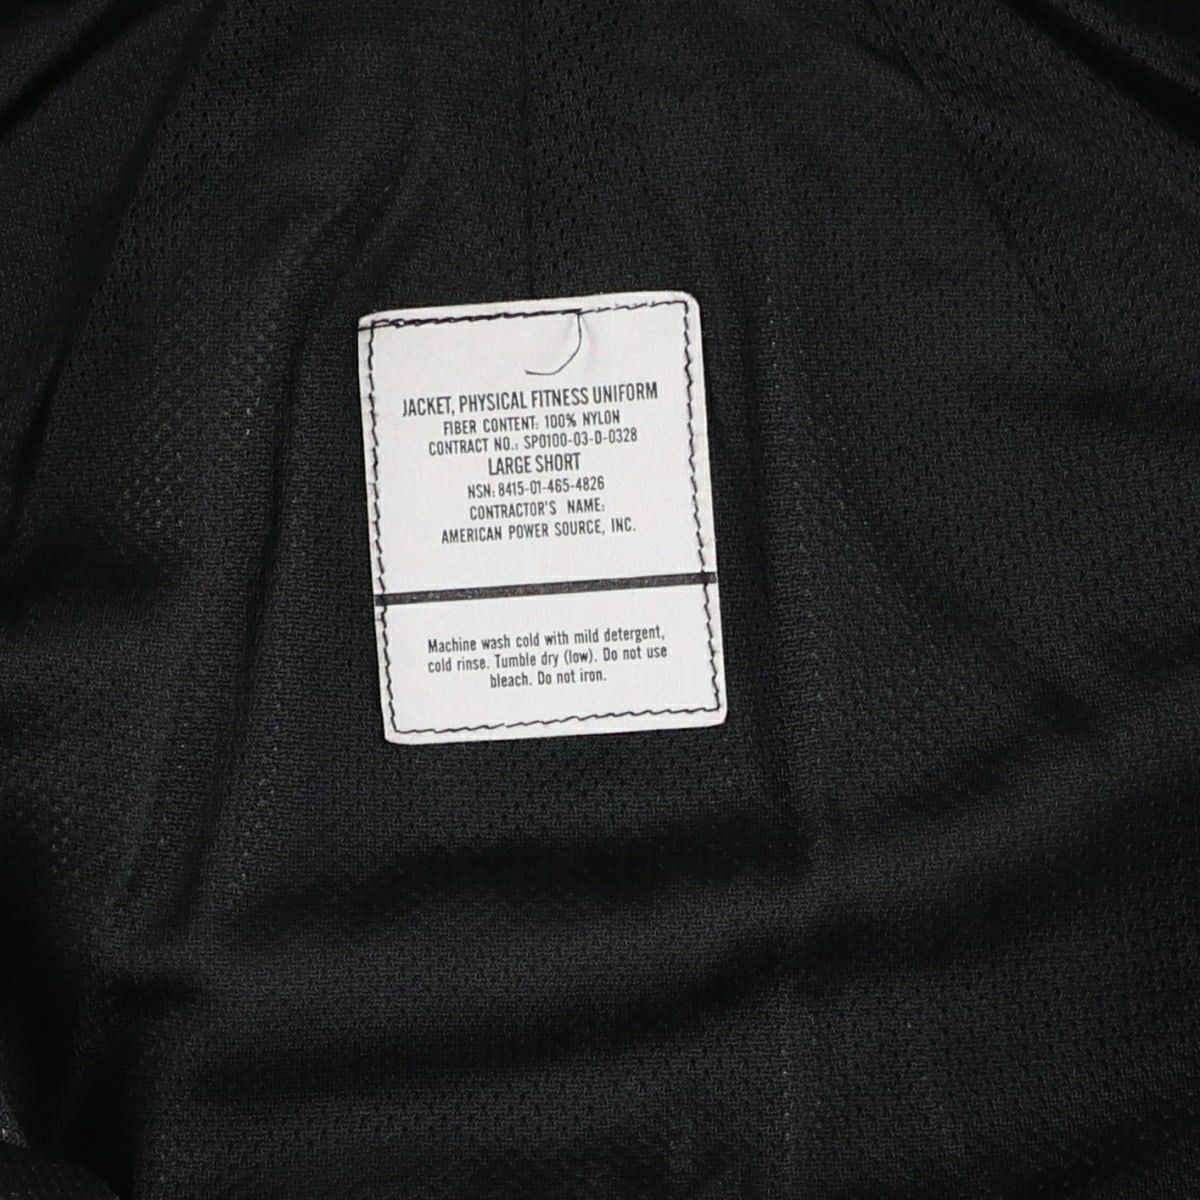 JACKET, PHYSICAL FITNESS UNIFORM
FIBER CONTENT: 100% NYLON
CONTRACT NO.: SPO100-03-D-0328
LARGE SHORT
NSN: 8415-01-465-4826
CONTRACTOR'S NAME:
AMERICAN POWER SOURCE, INC.
Machine wash cold with mild detergent,
cold rinse. Tumble dry (low). Do not use
bleach. Do not iron.